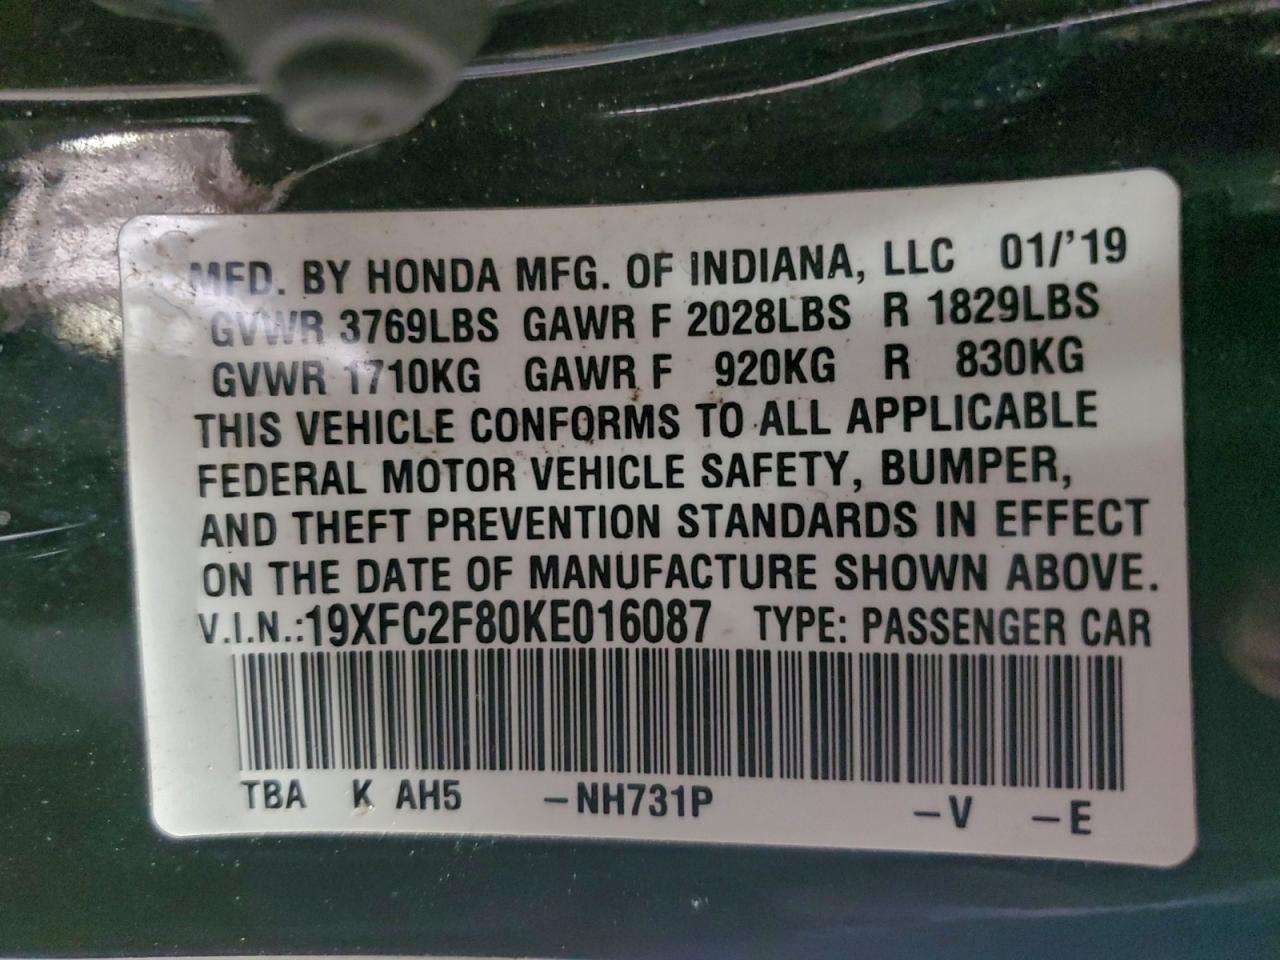 MFD. BY HONDA MFG. OF INDIANA, LLC 01/'19
GVWR 3769LBS GAWR F 2028LBS R 1829LBS
GVWR 1710KG GAWR F 920KG R 830KG
THIS VEHICLE CONFORMS TO ALL APPLICABLE
FEDERAL MOTOR VEHICLE SAFETY, BUMPER,
AND THEFT PREVENTION STANDARDS IN EFFECT
ON THE DATE OF MANUFACTURE SHOWN ABOVE.
V.I.N.:19XFC2F80KE016087 TYPE: PASSENGER CAR
TBA K AH5 -NH731P -V -E